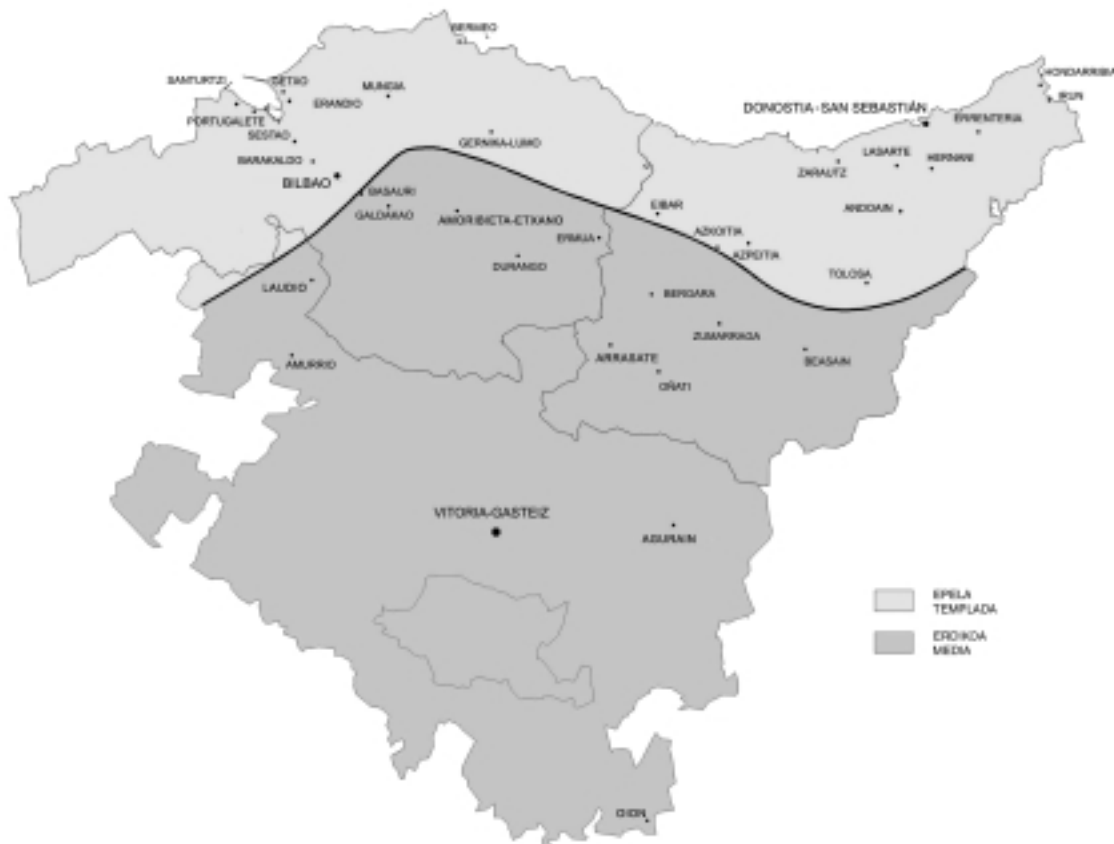 BERMEO
SANTURTZI
GETXO
MUNGIA
ERANDIO
PORTUGALETE
SESTAO
GERNIKA-LUMO
BARAKALDO
BILBAO
BASAURI
GALDAKAO
AMORIBIETA-ETXANO
ERMUA
DURANGO
LAUDIO
AMURRIO
HONDARRIBIA
IRUN
DONOSTIA-SAN SEBASTIÁN
ERRENTERIA
LASARTE
HERNANI
ZARAUTZ
ANDOAIN
EIBAR
AZKOITIA
AZPEITIA
TOLOSA
BERGARA
ZUMARRAGA
ARRASATE
BEASAIN
OÑATI
VITORIA-GASTEIZ
AGURAIN
OION
EPELA
TEMPLADA
ERDIKOA
MEDIA